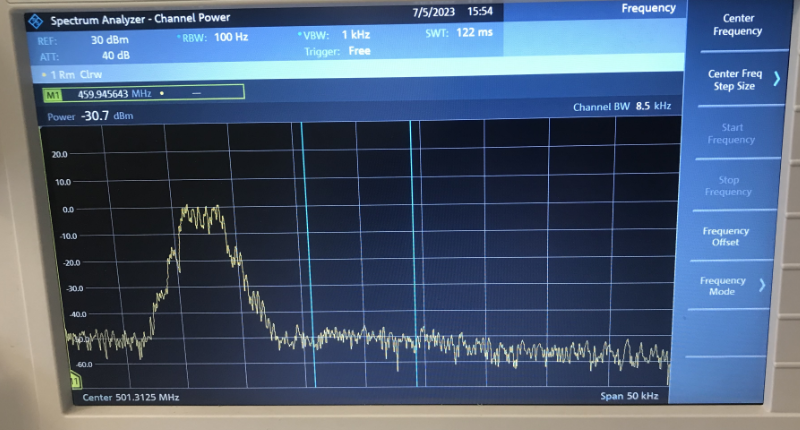 Spectrum Analyzer - Channel Power 7/5/2023 15:54 Frequency
REF: 30 dBm *RBW: 100 Hz *VBW: 1 kHz SWT: 122 ms
ATT: 40 dB Trigger: Free
1 Rm Clrw
M1 459.945643 MHz • —
Power -30.7 dBm Channel BW 8.5 kHz
20.0
10.0
0.0
-10.0
-20.0
-30.0
-40.0
-50.0
-60.0
Center 501.3125 MHz Span 50 kHz
Center
Frequency
Center Freq
Step Size
Start
Frequency
Stop
Frequency
Frequency
Offset
Frequency
Mode